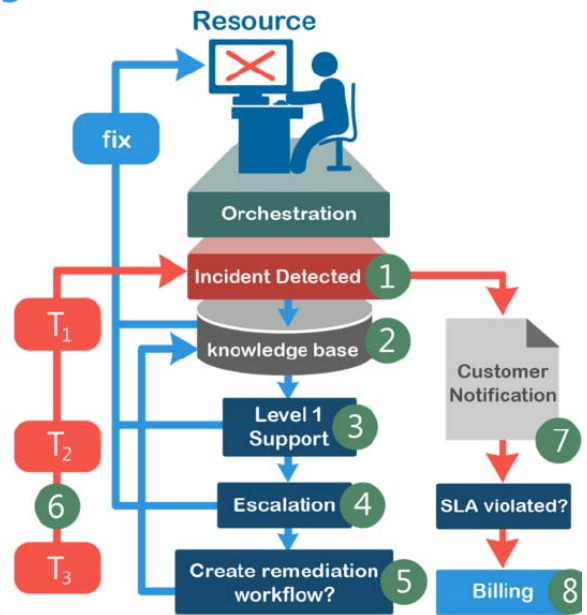 Resource
fix
Orchestration
Incident Detected 1
T1
knowledge base 2
Customer
Notification
7
Level 1
Support
3
T2
6
Escalation 4
SLA violated?
T3
Create remediation
workflow?
5
Billing 8